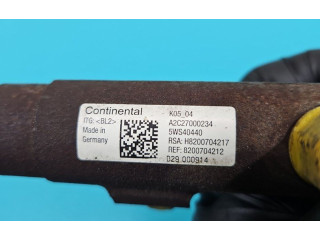 Continental
ITG: <BL2>
Made in
Germany
K05_04
A2C27000234
5WS40440
RSA: H8200704217
REF: 8200704212
029 000914